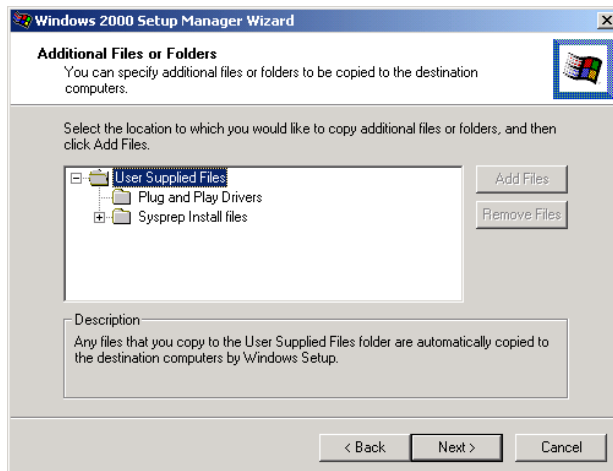 Windows 2000 Setup Manager Wizard
Additional Files or Folders
You can specify additional files or folders to be copied to the destination
computers.
Select the location to which you would like to copy additional files or folders, and then
click Add Files.
User Supplied Files
Plug and Play Drivers
Sysprep Install files
Add Files
Remove Files
Description
Any files that you copy to the User Supplied Files folder are automatically copied to
the destination computers by Windows Setup.
< Back
Next >
Cancel